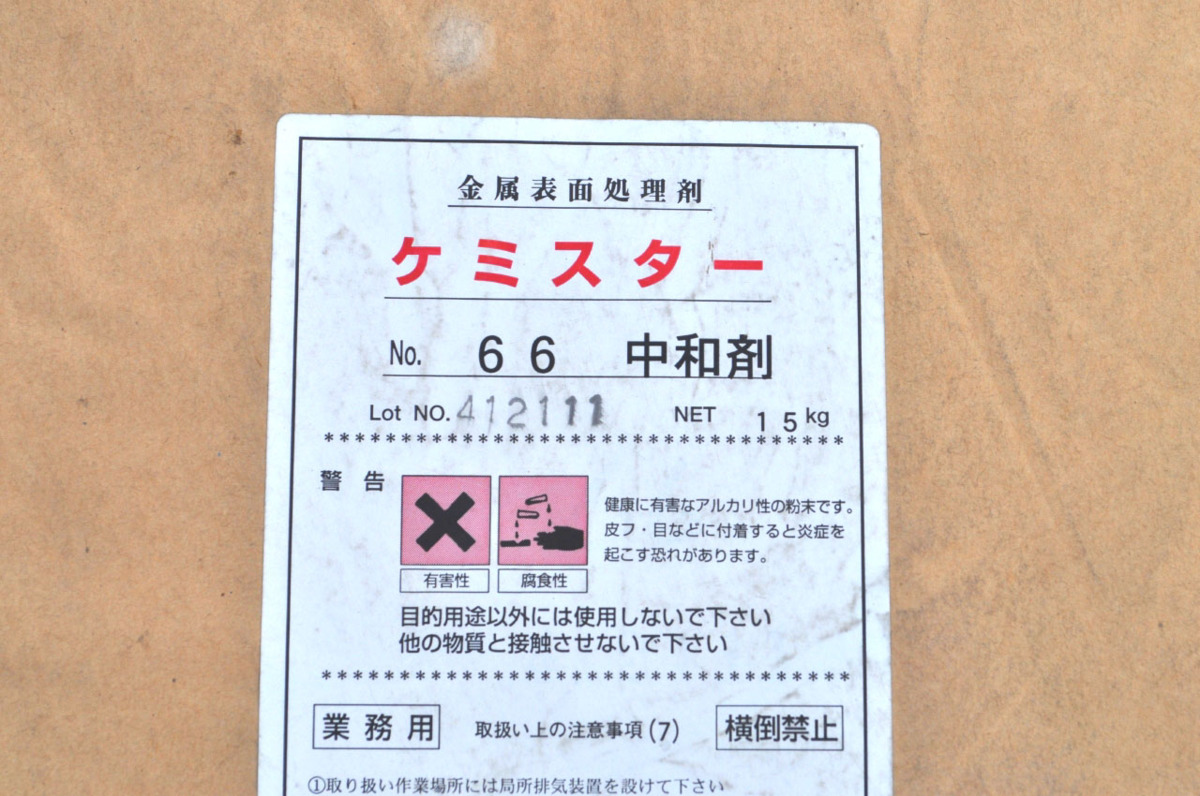 金属表面処理剤
ケミスター
No. 66 中和剤
Lot NO. 412111 NET 15kg
***********************************
警告
健康に有害なアルカリ性の粉末です。
皮フ・目などに付着すると炎症を
起こす恐れがあります。
有害性 腐食性
目的用途以外には使用しないで下さい
他の物質と接触させないで下さい
***********************************
業務用 取扱い上の注意事項(7) 横倒禁止
①取り扱い作業場所には局所排気装置を設けて下さい